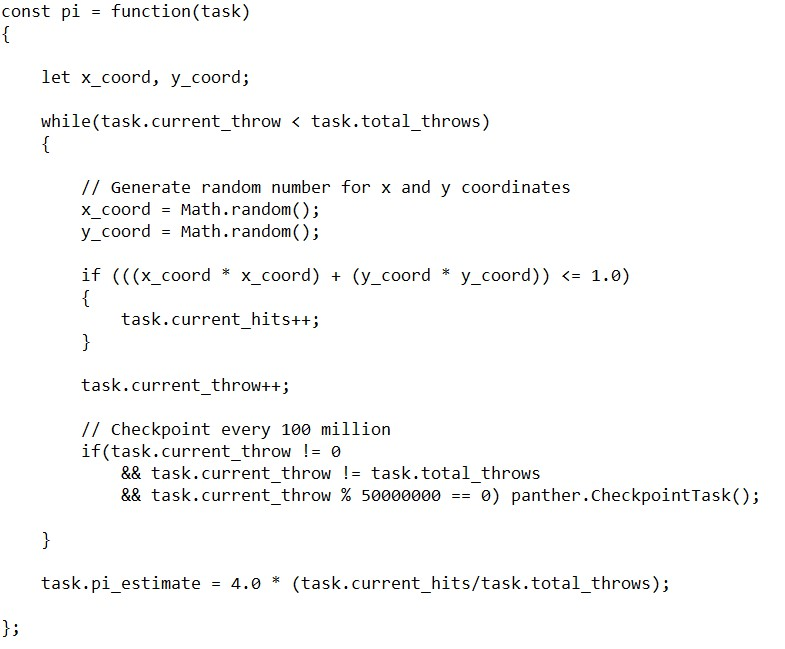 const pi = function(task)
{
let x_coord, y_coord;
while(task.current_throw < task.total_throws)
{
// Generate random number for x and y coordinates
x_coord = Math.random();
y_coord = Math.random();
if (((x_coord * x_coord) + (y_coord * y_coord)) <= 1.0)
{
task.current_hits++;
}
task.current_throw++;
// Checkpoint every 100 million
if(task.current_throw != 0
&& task.current_throw != task.total_throws
&& task.current_throw % 50000000 == 0) panther.CheckpointTask();
}
task.pi_estimate = 4.0 * (task.current_hits/task.total_throws);
};